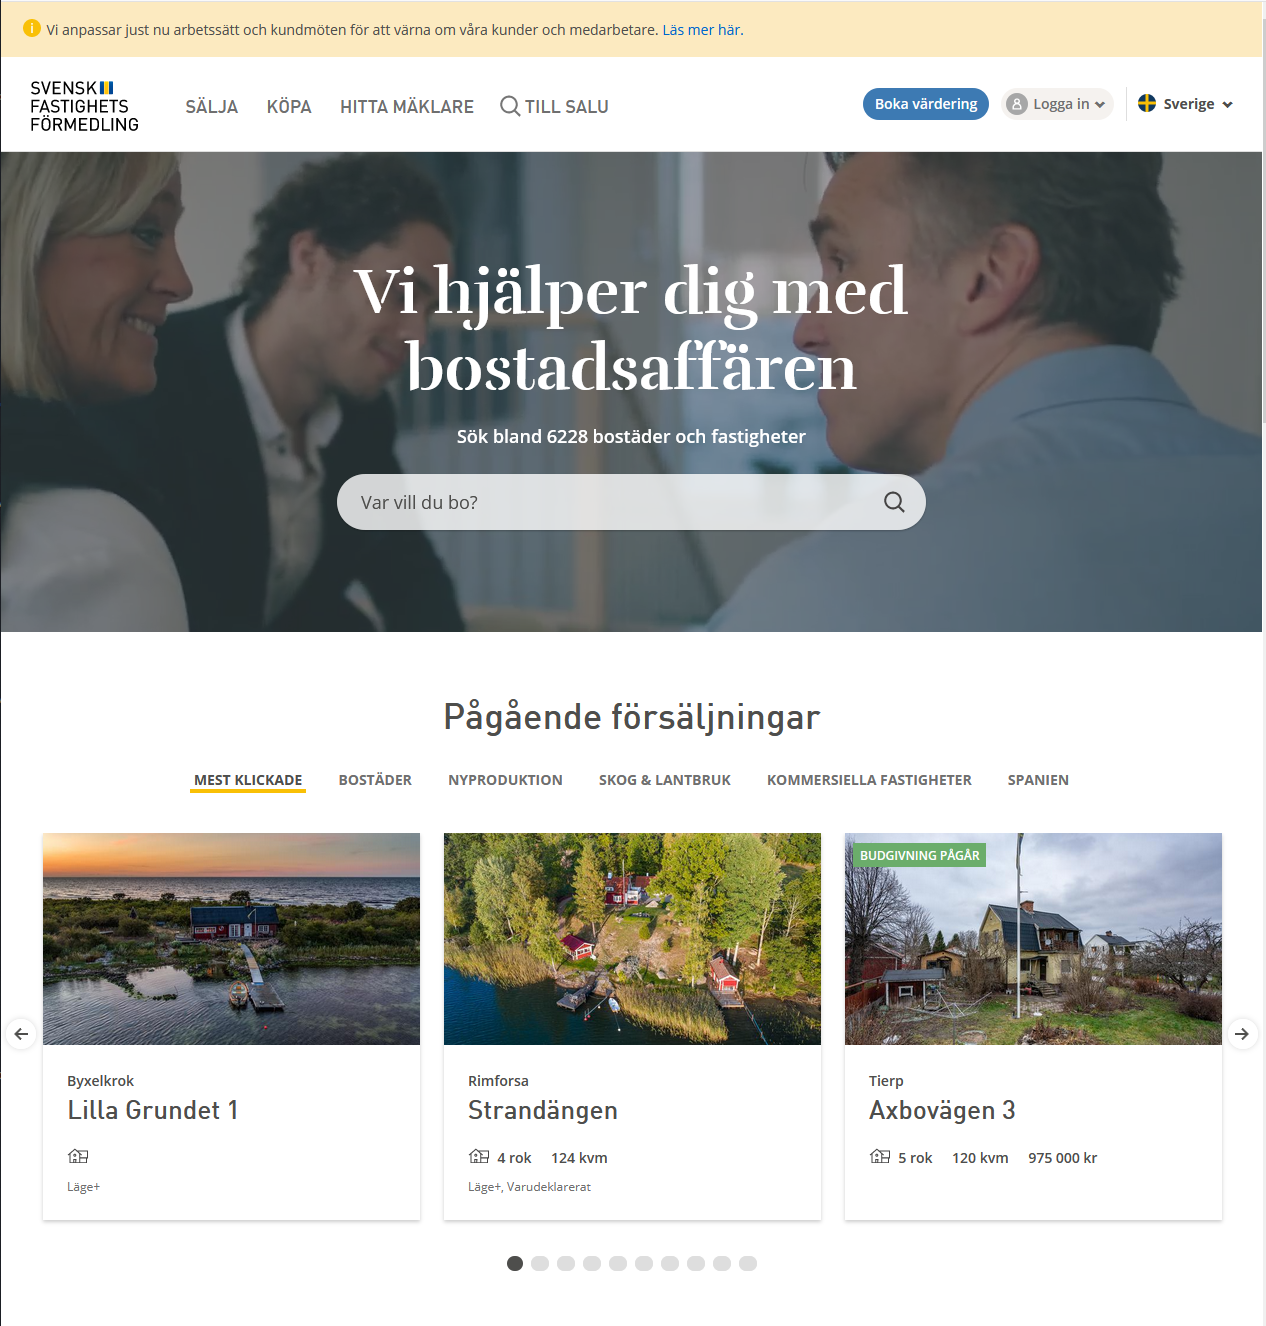 Vi anpassar just nu arbetssätt och kundmöten för att värna om våra kunder och medarbetare. Läs mer här.
SVENSK
FASTIGHETS
FÖRMEDLING
SÄLJA KÖPA HITTA MÄKLARE TILL SALU
Boka värdering Logga in Sverige
Vi hjälper dig med
bostadsaffären
Sök bland 6228 bostäder och fastigheter
Var vill du bo?
Pågående försäljningar
MEST KLICKADE BOSTÄDER NYPRODUKTION SKOG & LANTBRUK KOMMERSIELLA FASTIGHETER SPANIEN
BUDGIVNING PÅGÅR
Byxelkrok
Lilla Grundet 1
Läge+
Rimforsa
Strandängen
4 rok 124 kvm
Läge+, Varudeklarerat
Tierp
Axbovägen 3
5 rok 120 kvm 975 000 kr